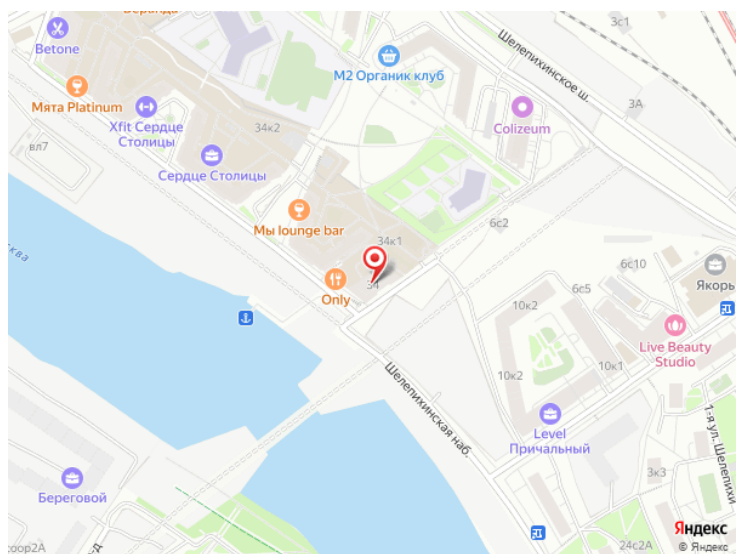 Веранда
Betone
Мята Platinum
Xfit Сердце
Столицы
34к2
вл7
Сердце Столицы
М2 Органик клуб
Шелепихинское ш.
3с1
3А
Colizeum
Мы lounge bar
34к1
6с2
34
Only
6с10
6с5
Якорь
10к2
10к2
10к1
Live Beauty
Studio
Шелепихинская наб.
Level
Причальный
1-я ул. Шелепихи
3к3
Береговой
24с2А
Яндекс
© Яндекс